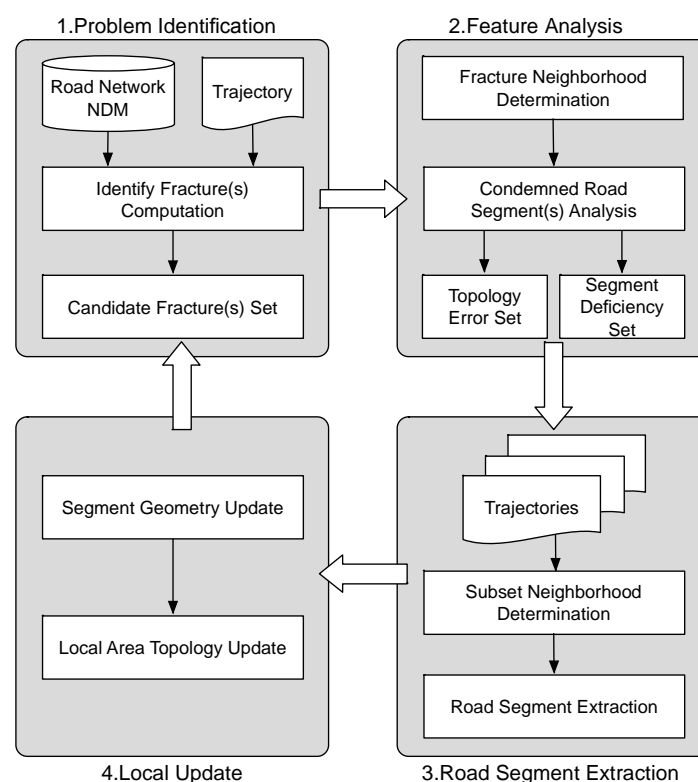 1.Problem Identification
Road Network
NDM
Trajectory
Identify Fracture(s)
Computation
Candidate Fracture(s) Set
2.Feature Analysis
Fracture Neighborhood
Determination
Condemned Road
Segment(s) Analysis
Topology
Error Set
Segment
Deficiency
Set
Trajectories
Subset Neighborhood
Determination
Road Segment Extraction
3.Road Segment Extraction
Segment Geometry Update
Local Area Topology Update
4.Local Update